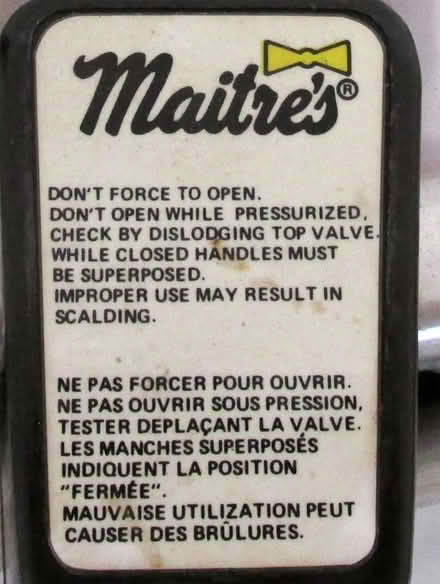 Maitre's®
DON'T FORCE TO OPEN.
DON'T OPEN WHILE PRESSURIZED,
CHECK BY DISLODGING TOP VALVE.
WHILE CLOSED HANDLES MUST
BE SUPERPOSED.
IMPROPER USE MAY RESULT IN
SCALDING.
NE PAS FORCER POUR OUVRIR.
NE PAS OUVRIR SOUS PRESSION,
TESTER DEPLAÇANT LA VALVE.
LES MANCHES SUPERPOSÉS
INDIQUENT LA POSITION
"FERMÉE".
MAUVAISE UTILIZATION PEUT
CAUSER DES BRÛLURES.